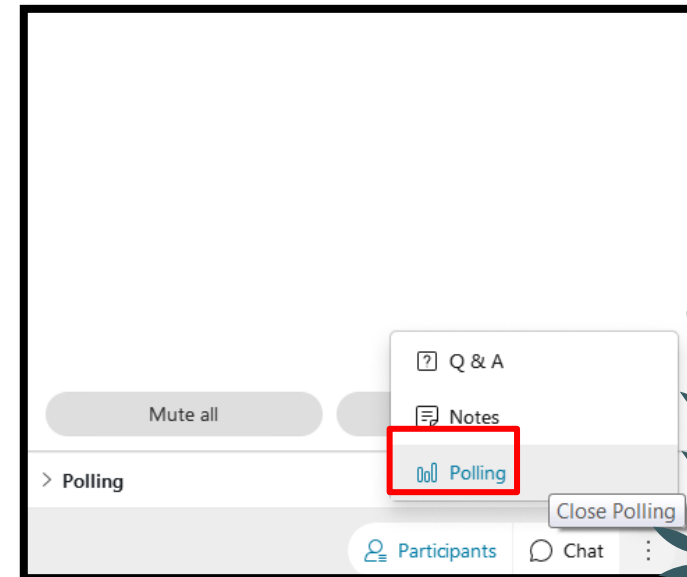 Q & A
Mute all
Notes
Polling
Polling
Close Polling
Participants
Chat